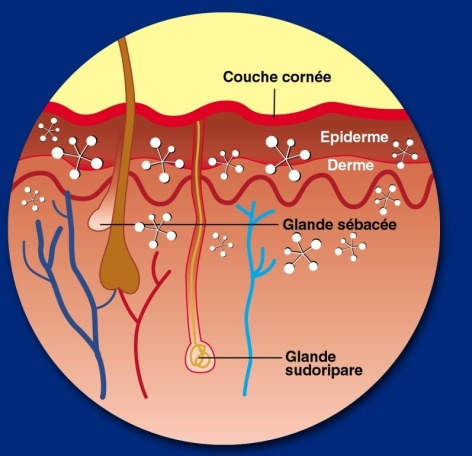 Couche cornée
Epiderme
Derme
Glande sébacée
Glande
sudoripare